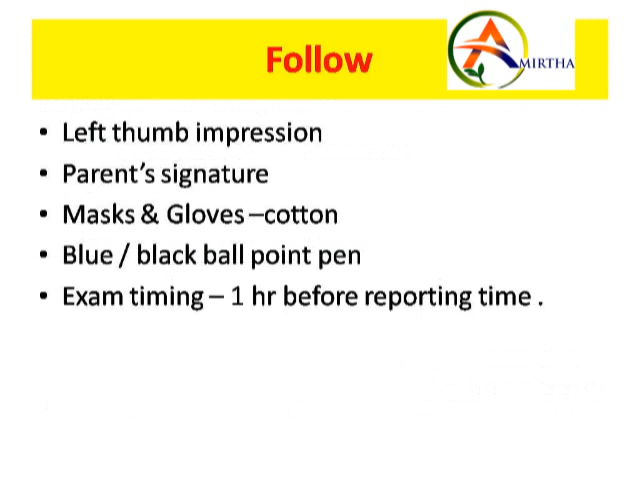 Follow
AMIRTHA
• Left thumb impression
• Parent's signature
• Masks & Gloves –cotton
• Blue / black ball point pen
• Exam timing – 1 hr before reporting time .